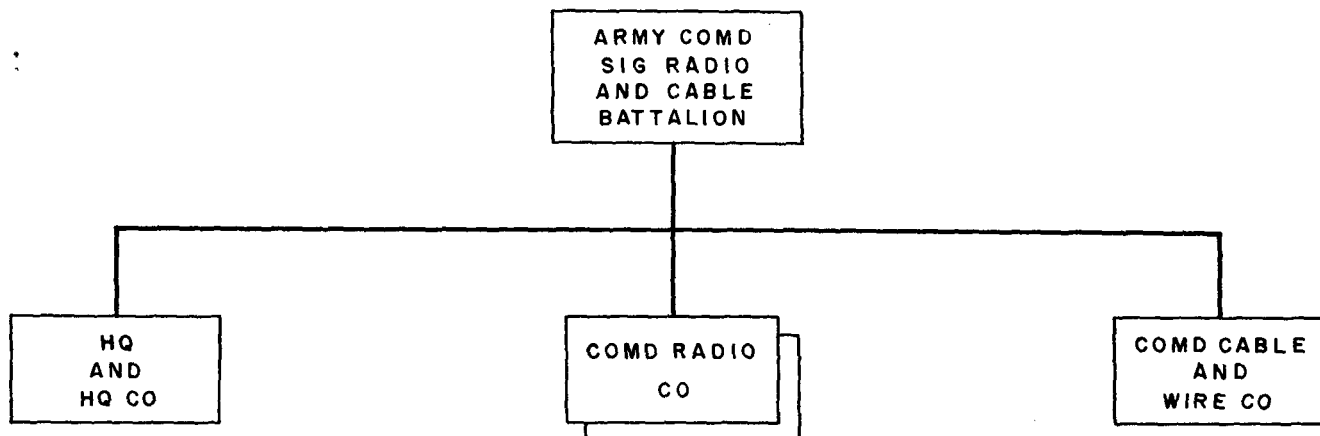 ARMY COMD
SIG RADIO
AND CABLE
BATTALION
HQ
AND
HQ CO
COMD RADIO
CO
COMD CABLE
AND
WIRE CO